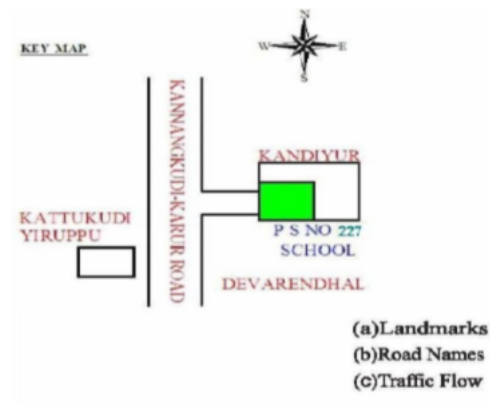 N
KEY MAP
W E
S
KANNANGKUDI-KARUR ROAD
KANDIYUR
KATTUKUDI
YIRUPPU
P S NO 227
SCHOOL
DEVARENDHAL
(a)Landmarks
(b)Road Names
(c)Traffic Flow